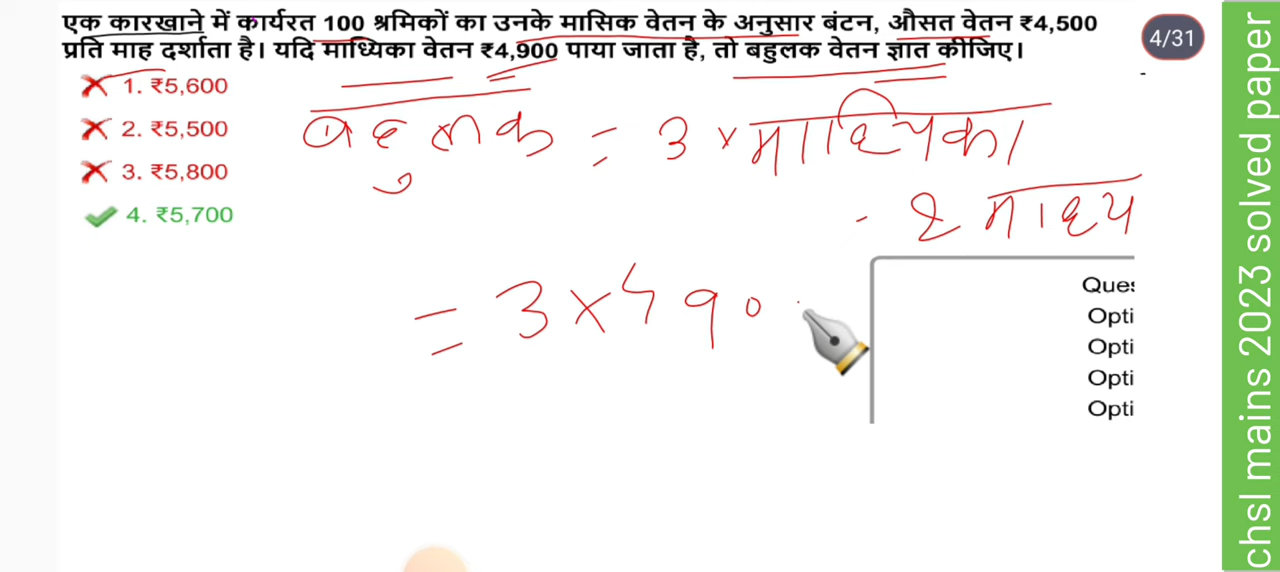 एक कारखाने में कार्यरत 100 श्रमिकों का उनके मासिक वेतन के अनुसार बंटन, औसत वेतन ₹4,500
प्रति माह दर्शाता है। यदि माध्यिका वेतन ₹4,900 पाया जाता है, तो बहुलक वेतन ज्ञात कीजिए।
4/31
1. ₹5,600
2. ₹5,500
3. ₹5,800
4. ₹5,700
बहुलक = 3 × माध्यिका
- 2 माध्य
= 3 × 490
Ques
Opti
Opti
Opti
Opti
chsl mains 2023 solved paper